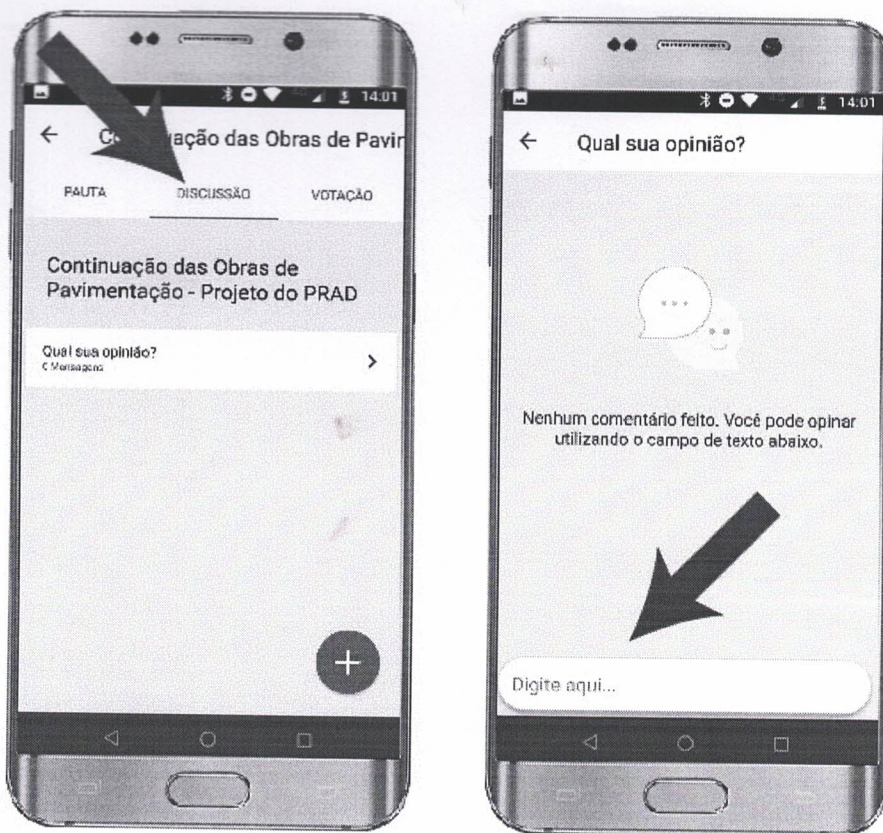 14:01
← Co ação das Obras de Pavir
PAUTA DISCUSSÃO VOTAÇÃO
Continuação das Obras de
Pavimentação - Projeto do PRAD
Qual sua opinião?
0 Mensagens
14:01
← Qual sua opinião?
Nenhum comentário feito. Você pode opinar
utilizando o campo de texto abaixo.
Digite aqui...